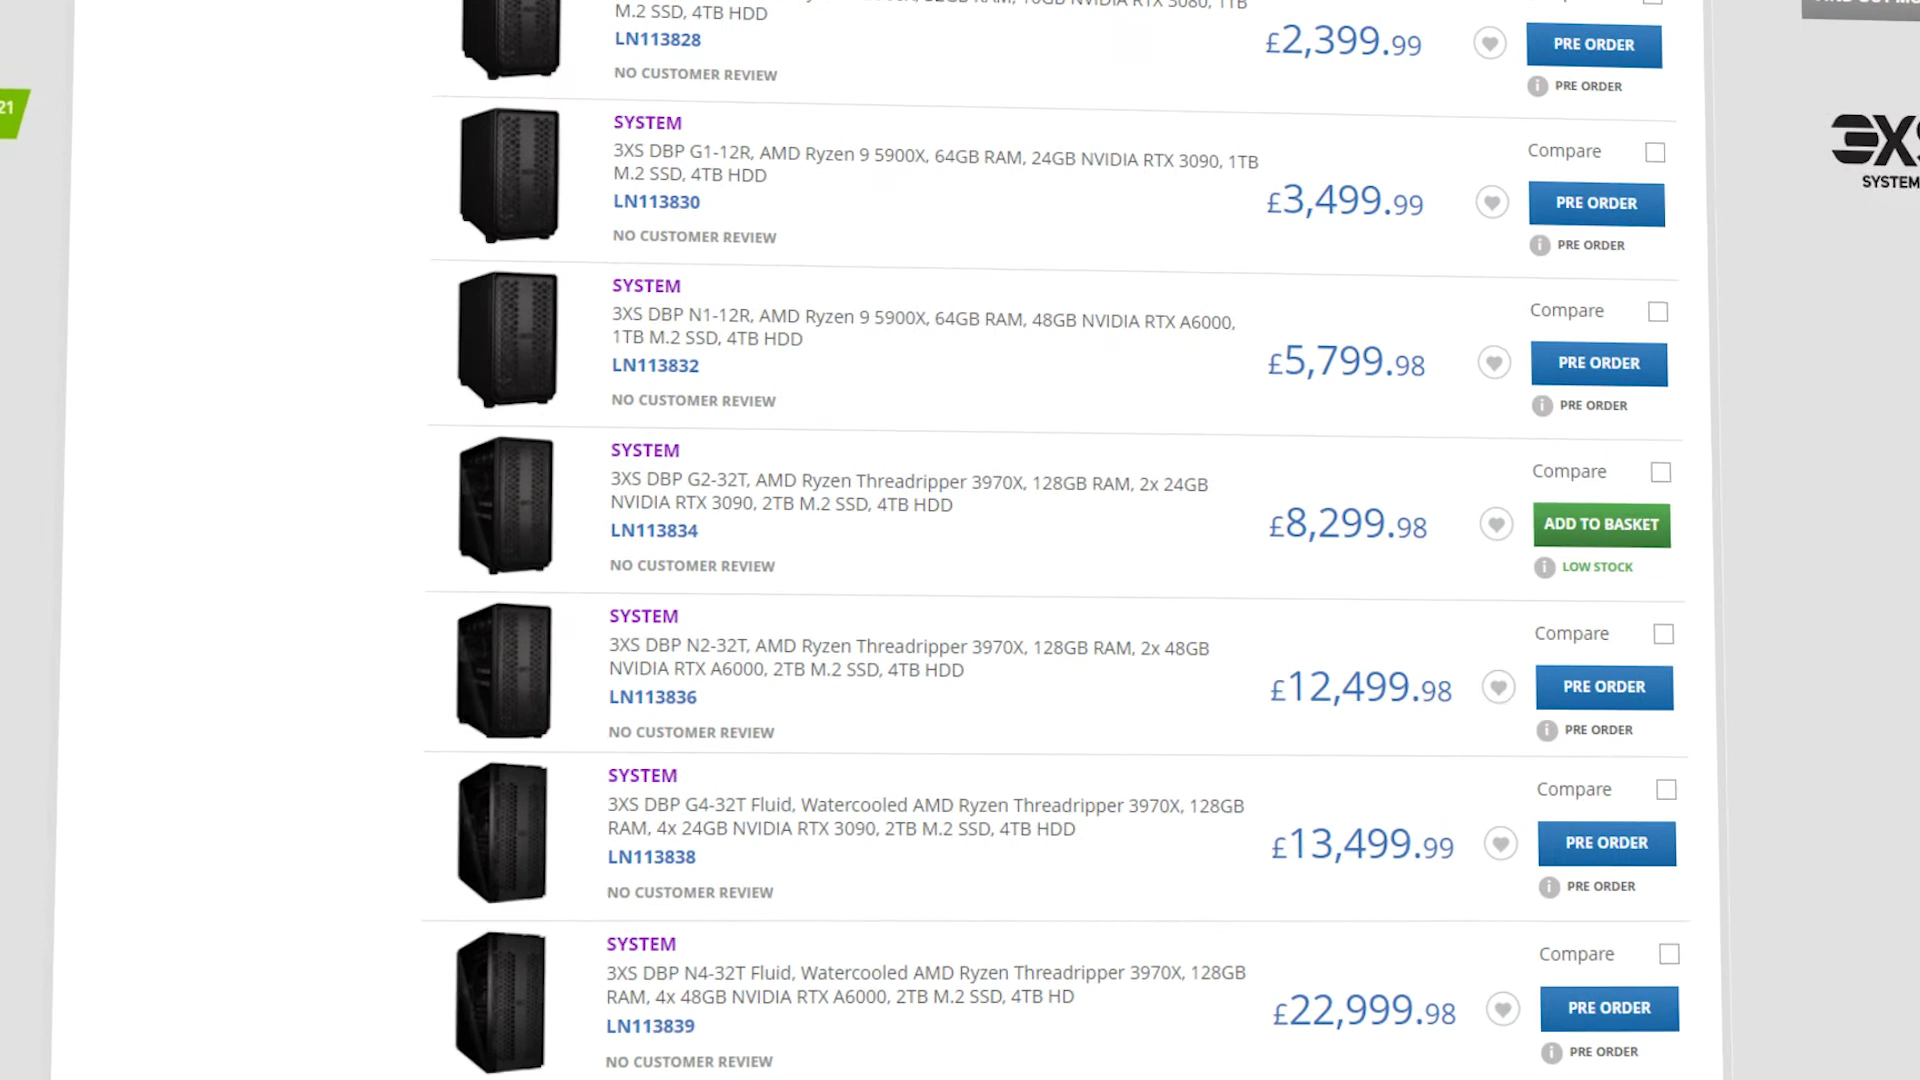 M.2 SSD, 4TB HDD
LN113828
NO CUSTOMER REVIEW
£2,399.99
PRE ORDER
PRE ORDER
21
SYSTEM
3XS DBP G1-12R, AMD Ryzen 9 5900X, 64GB RAM, 24GB NVIDIA RTX 3090, 1TB
M.2 SSD, 4TB HDD
LN113830
NO CUSTOMER REVIEW
£3,499.99
Compare
PRE ORDER
PRE ORDER
3XS
SYSTEM
SYSTEM
3XS DBP N1-12R, AMD Ryzen 9 5900X, 64GB RAM, 48GB NVIDIA RTX A6000,
1TB M.2 SSD, 4TB HDD
LN113832
NO CUSTOMER REVIEW
£5,799.98
Compare
PRE ORDER
PRE ORDER
SYSTEM
3XS DBP G2-32T, AMD Ryzen Threadripper 3970X, 128GB RAM, 2x 24GB
NVIDIA RTX 3090, 2TB M.2 SSD, 4TB HDD
LN113834
NO CUSTOMER REVIEW
£8,299.98
Compare
ADD TO BASKET
LOW STOCK
SYSTEM
3XS DBP N2-32T, AMD Ryzen Threadripper 3970X, 128GB RAM, 2x 48GB
NVIDIA RTX A6000, 2TB M.2 SSD, 4TB HDD
LN113836
NO CUSTOMER REVIEW
£12,499.98
Compare
PRE ORDER
PRE ORDER
SYSTEM
3XS DBP G4-32T Fluid, Watercooled AMD Ryzen Threadripper 3970X, 128GB
RAM, 4x 24GB NVIDIA RTX 3090, 2TB M.2 SSD, 4TB HDD
LN113838
NO CUSTOMER REVIEW
£13,499.99
Compare
PRE ORDER
PRE ORDER
SYSTEM
3XS DBP N4-32T Fluid, Watercooled AMD Ryzen Threadripper 3970X, 128GB
RAM, 4x 48GB NVIDIA RTX A6000, 2TB M.2 SSD, 4TB HD
LN113839
NO CUSTOMER REVIEW
£22,999.98
Compare
PRE ORDER
PRE ORDER